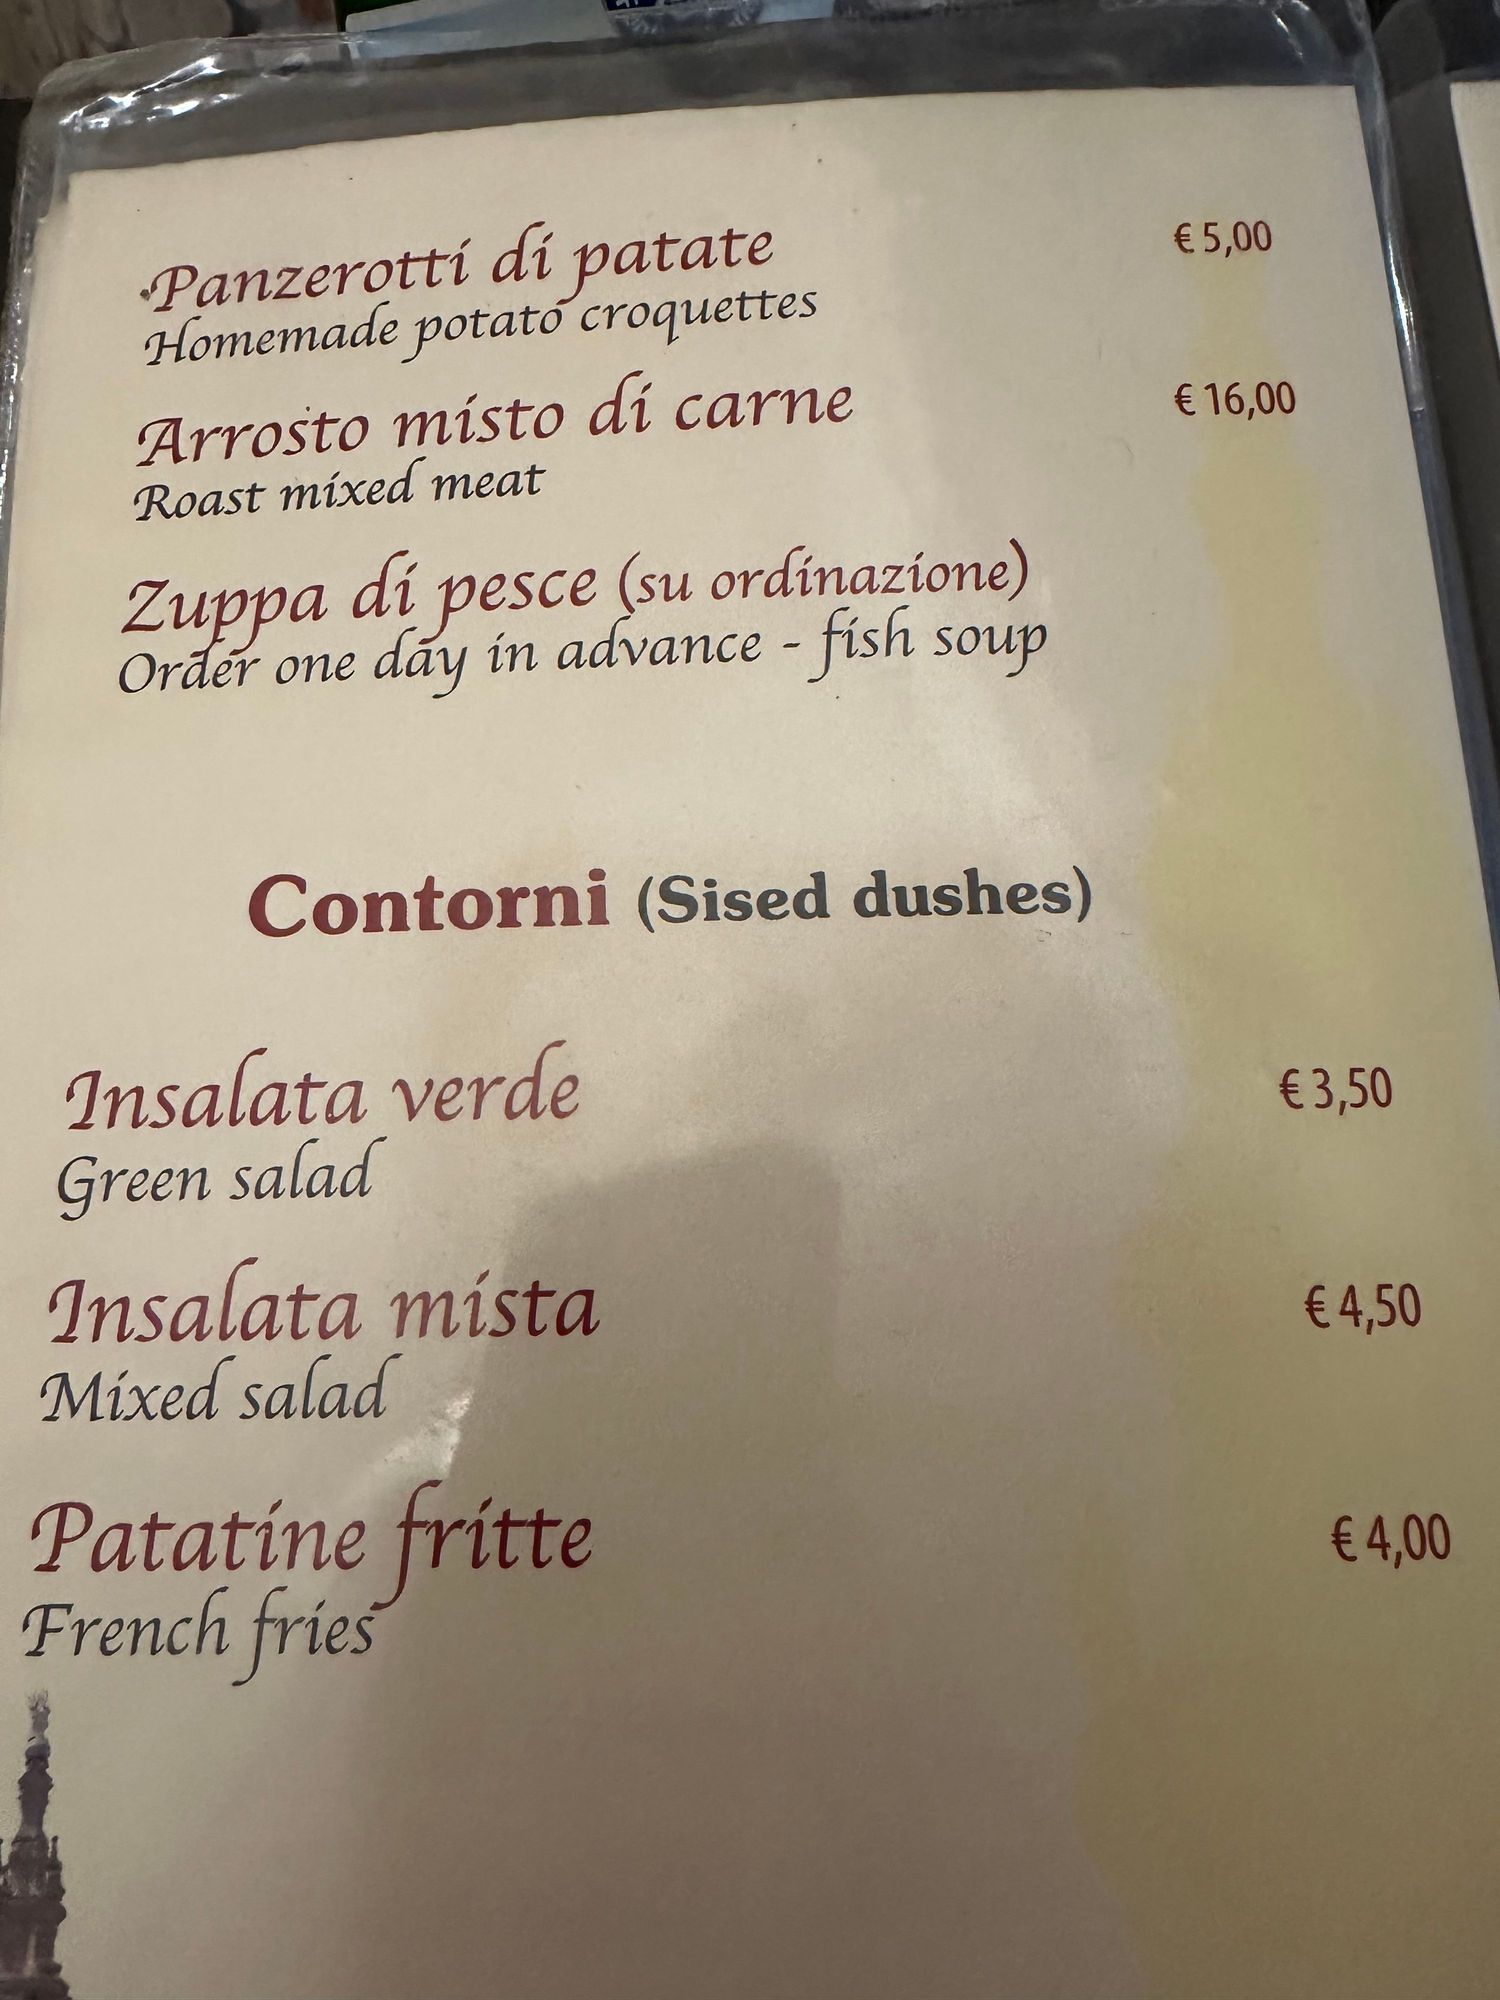 Panzerotti di patate € 5,00
Homemade potato croquettes
Arrosto misto di carne € 16,00
Roast mixed meat
Zuppa di pesce (su ordinazione)
Order one day in advance - fish soup
Contorni (Sised dushes)
Insalata verde € 3,50
Green salad
Insalata mista € 4,50
Mixed salad
Patatine fritte € 4,00
French fries